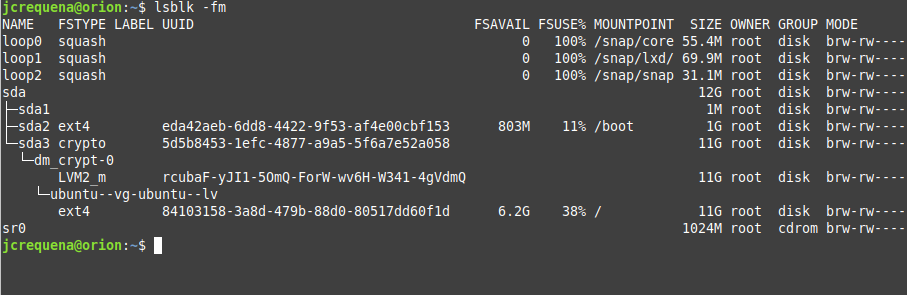 jcrequena@orion:~$ lsblk -fm
NAME   FSTYPE LABEL UUID                                   FSAVAIL FSUSE% MOUNTPOINT  SIZE OWNER GROUP MODE
loop0  squash                                                    0   100% /snap/core 55.4M root  disk  brw-rw----
loop1  squash                                                    0   100% /snap/lxd/ 69.9M root  disk  brw-rw----
loop2  squash                                                    0   100% /snap/snap 31.1M root  disk  brw-rw----
sda                                                                                    12G root  disk  brw-rw----
├─sda1                                                                                  1M root  disk  brw-rw----
├─sda2 ext4         eda42aeb-6dd8-4422-9f53-af4e00cbf153      803M    11% /boot         1G root  disk  brw-rw----
└─sda3 crypto       5d5b8453-1efc-4877-a9a5-5f6a7e52a058                               11G root  disk  brw-rw----
  └─dm_crypt-0
       LVM2_m       rcubaF-yJI1-5OmQ-ForW-wv6H-W341-4gVdmQ                             11G root  disk  brw-rw----
    └─ubuntu--vg-ubuntu--lv
       ext4         84103158-3a8d-479b-88d0-80517dd60f1d      6.2G    38% /            11G root  disk  brw-rw----
sr0                                                                                  1024M root  cdrom brw-rw----
jcrequena@orion:~$